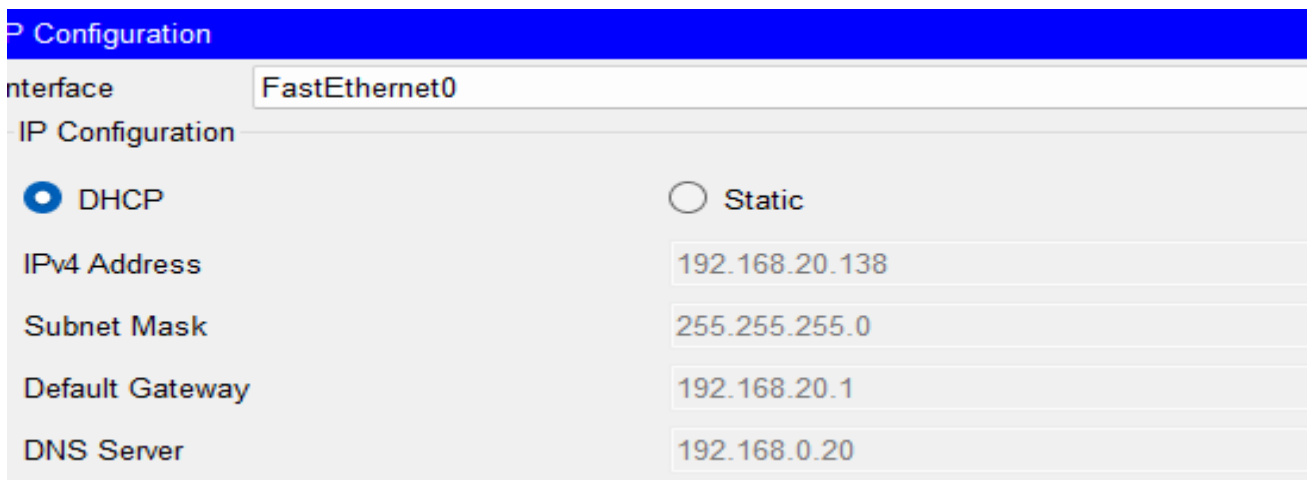 P Configuration
nterface FastEthernet0
IP Configuration
DHCP Static
IPv4 Address 192.168.20.138
Subnet Mask 255.255.255.0
Default Gateway 192.168.20.1
DNS Server 192.168.0.20